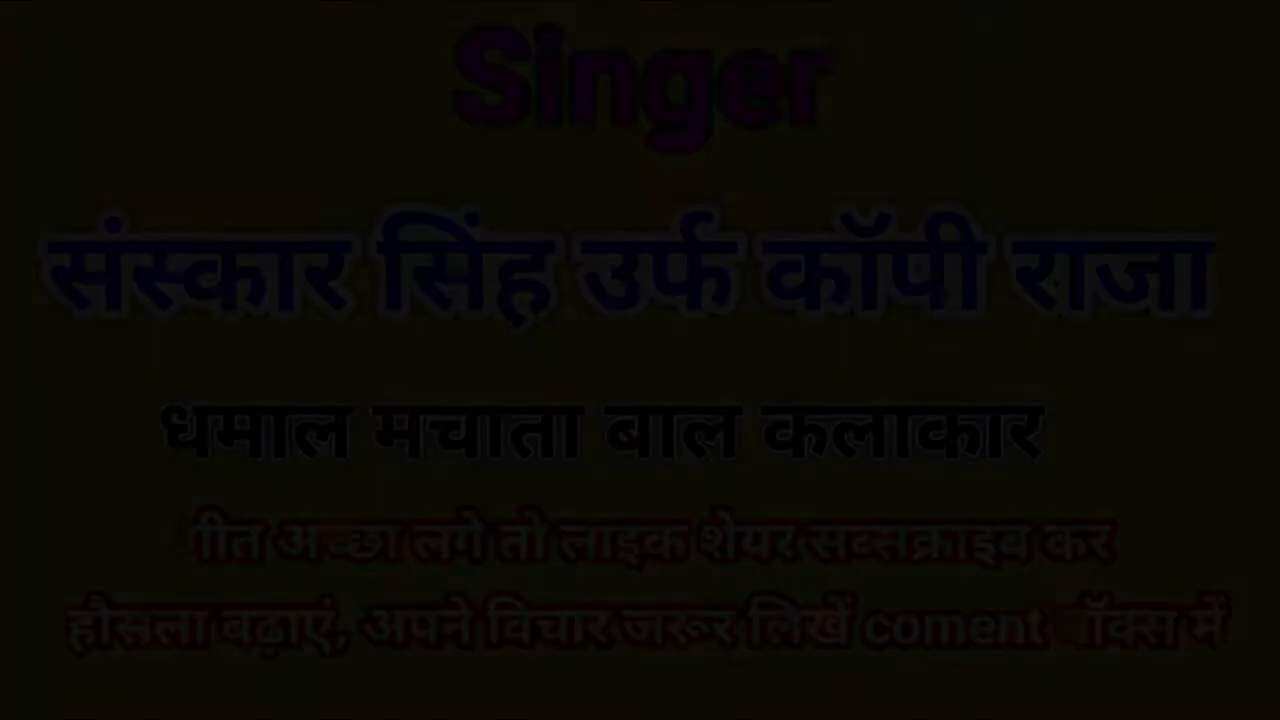 Singer
संस्कार सिंह उर्फ कॉपी राजा
धमाल मचाता बाल कलाकार
गीत अच्छा लगे तो लाइक शेयर सब्सक्राइब कर
हौसला बढ़ाएं, अपने विचार जरूर लिखें coment बॉक्स में